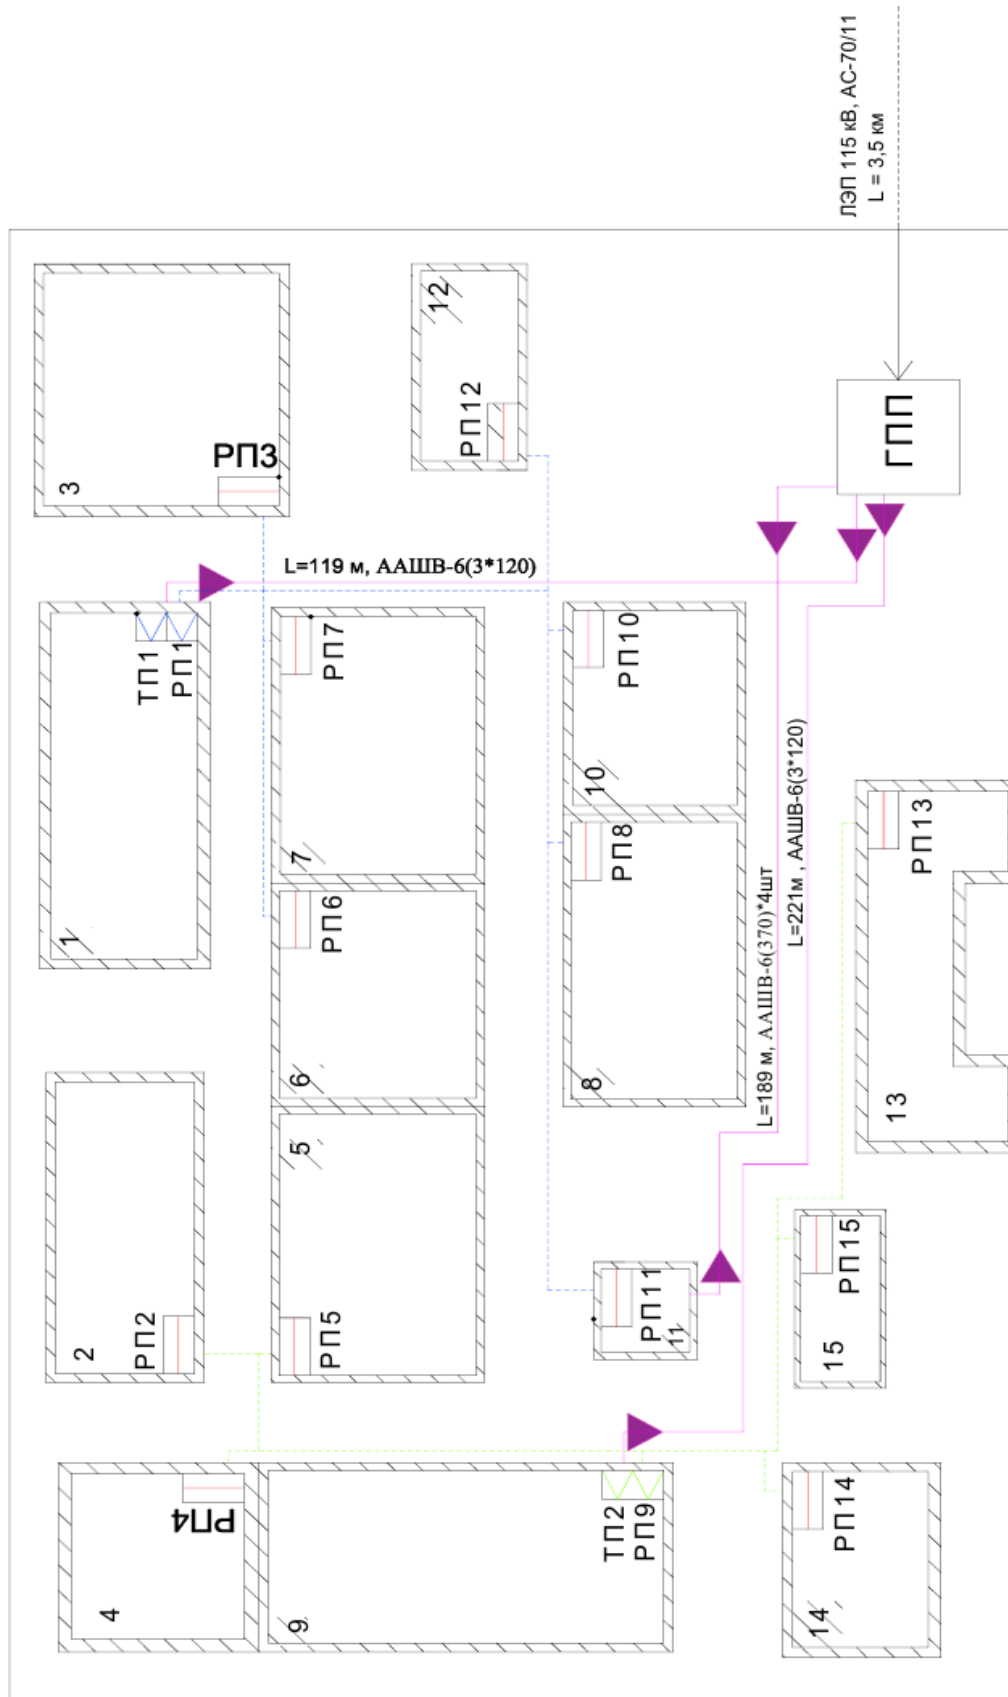 ЛЭП 115 кВ, АС-70/11
L = 3,5 км
3
РП3
12
РП12
ГПП
L=119 м, ААШВ-6(3*120)
1
ТП1
РП1
7
РП7
10
РП10
6
РП6
8
РП8
L=189 м, ААШВ-6(370)*4шт
L=221м , ААШВ-6(3*120)
13
РП13
2
РП2
5
РП5
11
РП11
15
РП15
4
РП4
9
ТП2
РП9
14
РП14